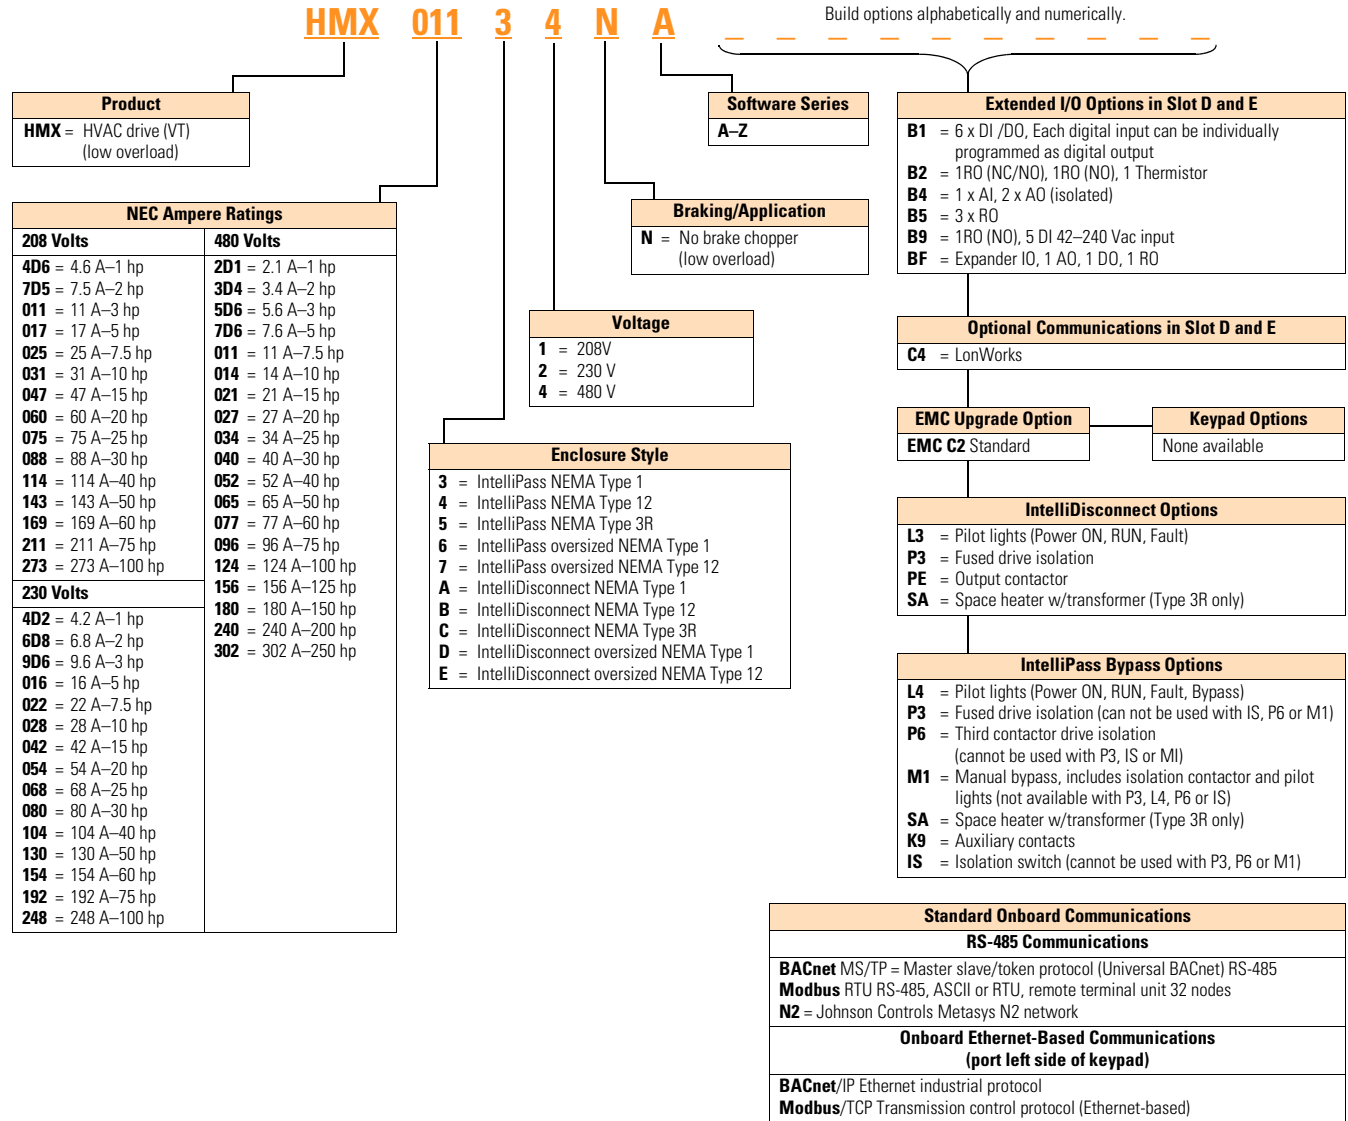 HMX 011 3 4 N A _ _ _ _ _ _ _ _ _ _
Build options alphabetically and numerically.
Product
HMX = HVAC drive (VT)
(low overload)
NEC Ampere Ratings
208 Volts
4D6 = 4.6 A–1 hp
7D5 = 7.5 A–2 hp
011 = 11 A–3 hp
017 = 17 A–5 hp
025 = 25 A–7.5 hp
031 = 31 A–10 hp
047 = 47 A–15 hp
060 = 60 A–20 hp
075 = 75 A–25 hp
088 = 88 A–30 hp
114 = 114 A–40 hp
143 = 143 A–50 hp
169 = 169 A–60 hp
211 = 211 A–75 hp
273 = 273 A–100 hp
230 Volts
4D2 = 4.2 A–1 hp
6D8 = 6.8 A–2 hp
9D6 = 9.6 A–3 hp
016 = 16 A–5 hp
022 = 22 A–7.5 hp
028 = 28 A–10 hp
042 = 42 A–15 hp
054 = 54 A–20 hp
068 = 68 A–25 hp
080 = 80 A–30 hp
104 = 104 A–40 hp
130 = 130 A–50 hp
154 = 154 A–60 hp
192 = 192 A–75 hp
248 = 248 A–100 hp
480 Volts
2D1 = 2.1 A–1 hp
3D4 = 3.4 A–2 hp
5D6 = 5.6 A–3 hp
7D6 = 7.6 A–5 hp
011 = 11 A–7.5 hp
014 = 14 A–10 hp
021 = 21 A–15 hp
027 = 27 A–20 hp
034 = 34 A–25 hp
040 = 40 A–30 hp
052 = 52 A–40 hp
065 = 65 A–50 hp
077 = 77 A–60 hp
096 = 96 A–75 hp
124 = 124 A–100 hp
156 = 156 A–125 hp
180 = 180 A–150 hp
240 = 240 A–200 hp
302 = 302 A–250 hp
Enclosure Style
3 = IntelliPass NEMA Type 1
4 = IntelliPass NEMA Type 12
5 = IntelliPass NEMA Type 3R
6 = IntelliPass oversized NEMA Type 1
7 = IntelliPass oversized NEMA Type 12
A = IntelliDisconnect NEMA Type 1
B = IntelliDisconnect NEMA Type 12
C = IntelliDisconnect NEMA Type 3R
D = IntelliDisconnect oversized NEMA Type 1
E = IntelliDisconnect oversized NEMA Type 12
Voltage
1 = 208V
2 = 230 V
4 = 480 V
Braking/Application
N = No brake chopper
(low overload)
Software Series
A–Z
Extended I/O Options in Slot D and E
B1 = 6 x DI /DO, Each digital input can be individually
programmed as digital output
B2 = 1RO (NC/NO), 1RO (NO), 1 Thermistor
B4 = 1 x AI, 2 x AO (isolated)
B5 = 3 x RO
B9 = 1RO (NO), 5 DI 42–240 Vac input
BF = Expander IO, 1 AO, 1 DO, 1 RO
Optional Communications in Slot D and E
C4 = LonWorks
EMC Upgrade Option
EMC C2 Standard
Keypad Options
None available
IntelliDisconnect Options
L3 = Pilot lights (Power ON, RUN, Fault)
P3 = Fused drive isolation
PE = Output contactor
SA = Space heater w/transformer (Type 3R only)
IntelliPass Bypass Options
L4 = Pilot lights (Power ON, RUN, Fault, Bypass)
P3 = Fused drive isolation (can not be used with IS, P6 or M1)
P6 = Third contactor drive isolation
(cannot be used with P3, IS or MI)
M1 = Manual bypass, includes isolation contactor and pilot
lights (not available with P3, L4, P6 or IS)
SA = Space heater w/transformer (Type 3R only)
K9 = Auxiliary contacts
IS = Isolation switch (cannot be used with P3, P6 or M1)
Standard Onboard Communications
RS-485 Communications
BACnet MS/TP = Master slave/token protocol (Universal BACnet) RS-485
Modbus RTU RS-485, ASCII or RTU, remote terminal unit 32 nodes
N2 = Johnson Controls Metasys N2 network
Onboard Ethernet-Based Communications
(port left side of keypad)
BACnet/IP Ethernet industrial protocol
Modbus/TCP Transmission control protocol (Ethernet-based)